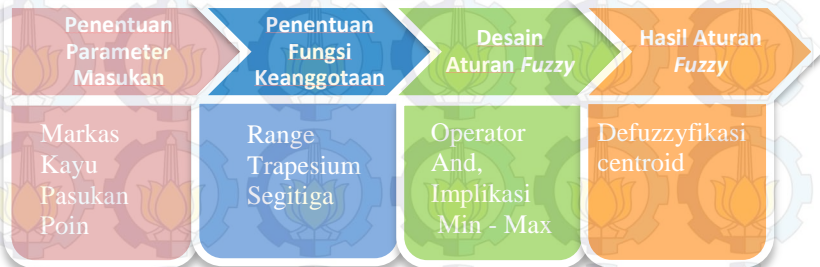 Penentuan
Parameter
Masukan
Markas
Kayu
Pasukan
Poin
Penentuan
Fungsi
Keanggotaan
Range
Trapesium
Segitiga
Desain
Aturan Fuzzy
Operator
And,
Implikasi
Min - Max
Hasil Aturan
Fuzzy
Defuzzyfikasi
centroid